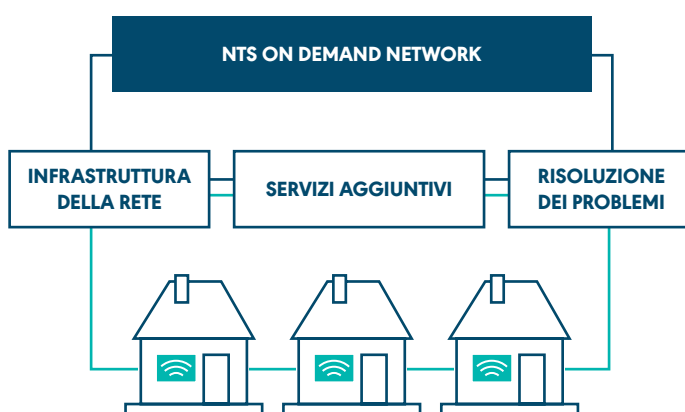 NTS ON DEMAND NETWORK
INFRASTRUTTURA
DELLA RETE
SERVIZI AGGIUNTIVI
RISOLUZIONE
DEI PROBLEMI